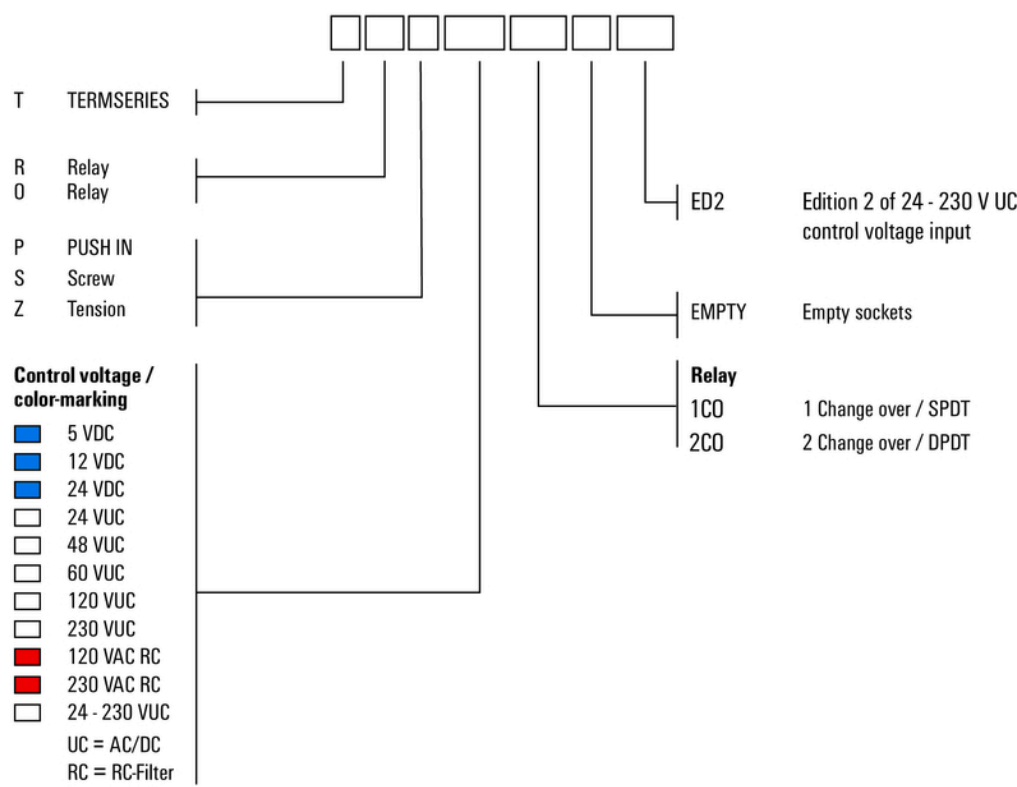 T TERMSERIES
R Relay
O Relay
P PUSH IN
S Screw
Z Tension
Control voltage /
color-marking
5 VDC
12 VDC
24 VDC
24 VUC
48 VUC
60 VUC
120 VUC
230 VUC
120 VAC RC
230 VAC RC
24 - 230 VUC
UC = AC/DC
RC = RC-Filter
ED2 Edition 2 of 24 - 230 V UC
control voltage input
EMPTY Empty sockets
Relay
1CO 1 Change over / SPDT
2CO 2 Change over / DPDT